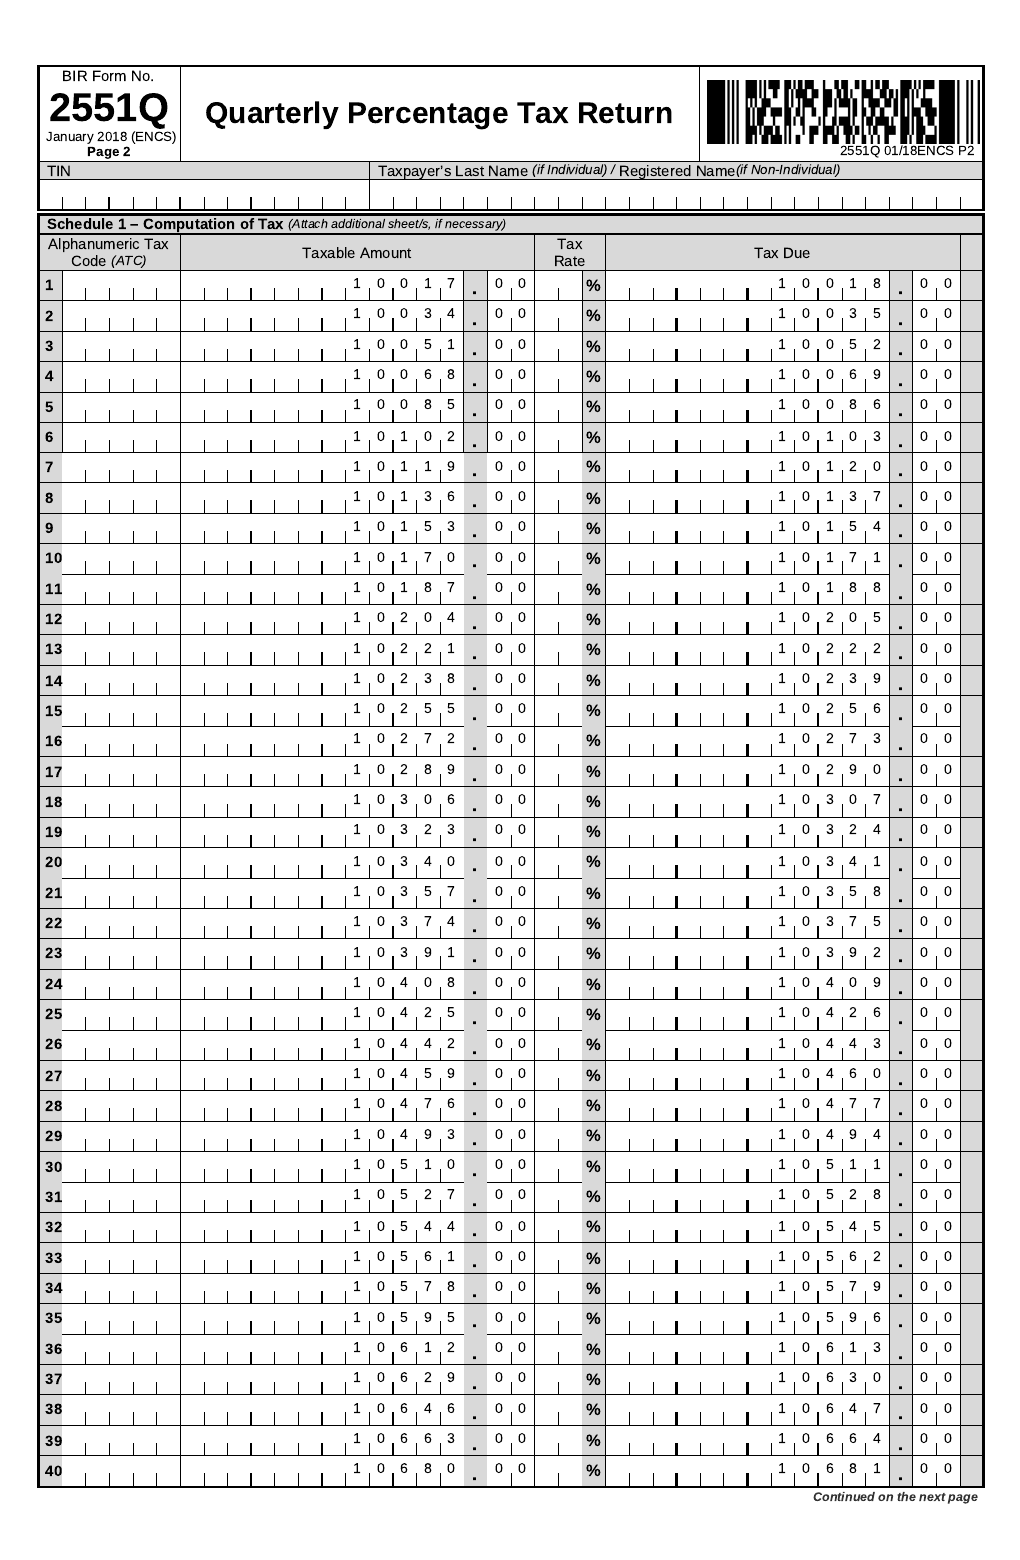 BIR Form No.
2551Q
January 2018 (ENCS)
Page 2
Quarterly Percentage Tax Return
2551Q 01/18ENCS P2
TIN
Taxpayer's Last Name (if Individual) / Registered Name(if Non-Individual)
Schedule 1 – Computation of Tax (Attach additional sheet/s, if necessary)
Alphanumeric Tax Code (ATC) Taxable Amount Tax Rate Tax Due
1 10017.00 % 10018.00
2 10034.00 % 10035.00
3 10051.00 % 10052.00
4 10068.00 % 10069.00
5 10085.00 % 10086.00
6 10102.00 % 10103.00
7 10119.00 % 10120.00
8 10136.00 % 10137.00
9 10153.00 % 10154.00
10 10170.00 % 10171.00
11 10187.00 % 10188.00
12 10204.00 % 10205.00
13 10221.00 % 10222.00
14 10238.00 % 10239.00
15 10255.00 % 10256.00
16 10272.00 % 10273.00
17 10289.00 % 10290.00
18 10306.00 % 10307.00
19 10323.00 % 10324.00
20 10340.00 % 10341.00
21 10357.00 % 10358.00
22 10374.00 % 10375.00
23 10391.00 % 10392.00
24 10408.00 % 10409.00
25 10425.00 % 10426.00
26 10442.00 % 10443.00
27 10459.00 % 10460.00
28 10476.00 % 10477.00
29 10493.00 % 10494.00
30 10510.00 % 10511.00
31 10527.00 % 10528.00
32 10544.00 % 10545.00
33 10561.00 % 10562.00
34 10578.00 % 10579.00
35 10595.00 % 10596.00
36 10612.00 % 10613.00
37 10629.00 % 10630.00
38 10646.00 % 10647.00
39 10663.00 % 10664.00
40 10680.00 % 10681.00
Continued on the next page